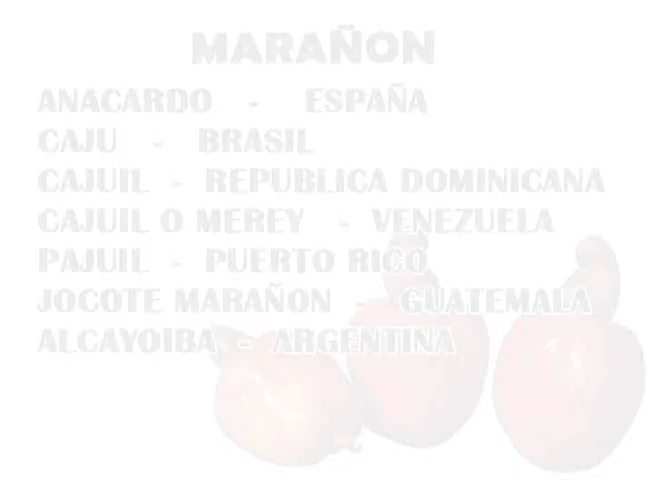 MARAÑON
ANACARDO - ESPAÑA
CAJU - BRASIL
CAJUIL - REPUBLICA DOMINICANA
CAJUIL O MEREY - VENEZUELA
PAJUIL - PUERTO RICO
JOCOTE MARAÑON - GUATEMALA
ALCAYOIBA - ARGENTINA